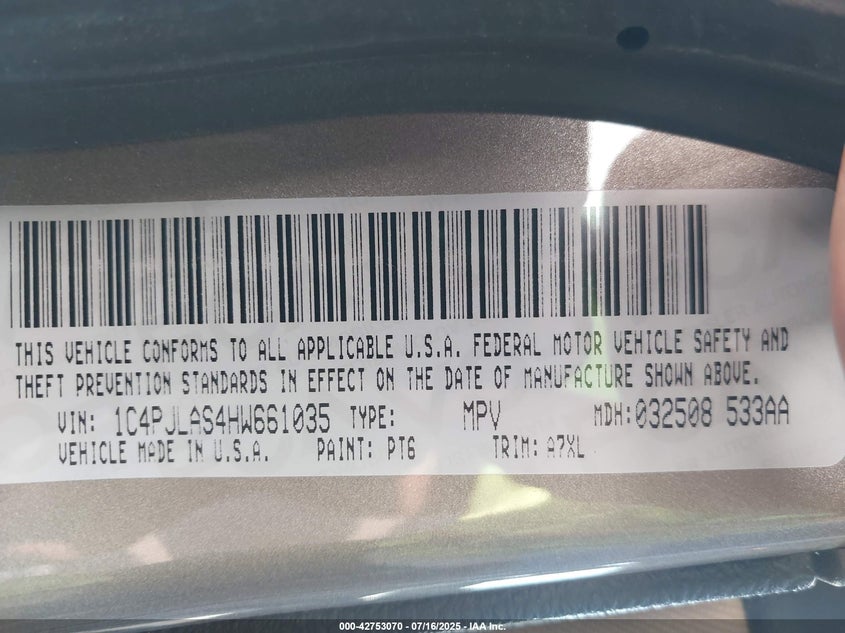 THIS VEHICLE CONFORMS TO ALL APPLICABLE U.S.A. FEDERAL MOTOR VEHICLE SAFETY AND
THEFT PREVENTION STANDARDS IN EFFECT ON THE DATE OF MANUFACTURE SHOWN ABOVE.
VIN: 1C4PJLAS4HW661035 TYPE: MPV MDH:032508 533AA
VEHICLE MADE IN U.S.A. PAINT: PT6 TRIM: A7XL
000-42753070 - 07/16/2025 - IAA Inc.